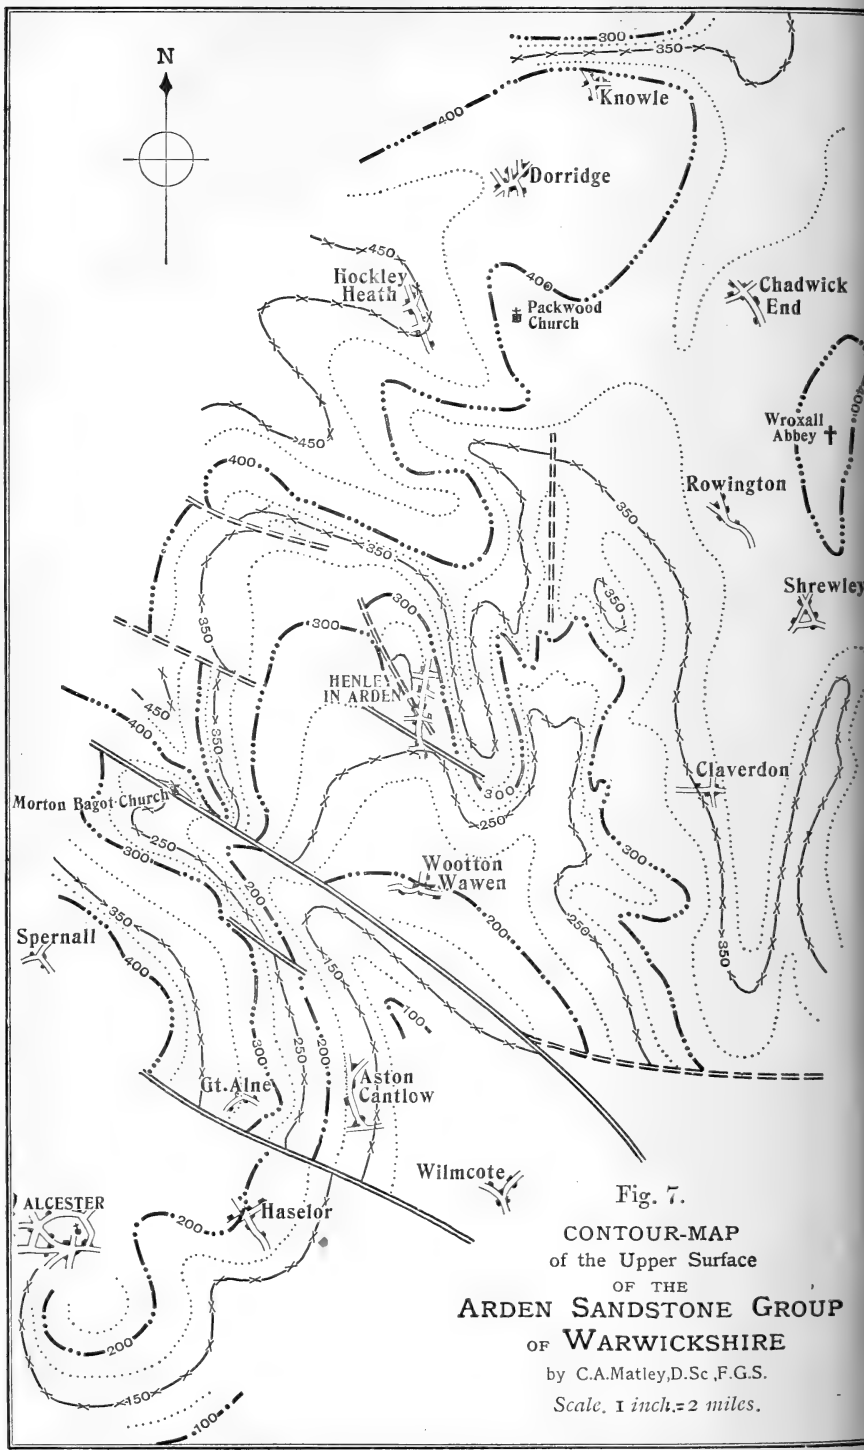 N
300
350
Knowle
400
Dorridge
450
Hockley
Heath
400
Packwood
Church
Chadwick
End
400
Wroxall
Abbey
450
400
Rowington
350
350
350
Shrewley
300
350
300
HENLEY
IN ARDEN
450
400
350
Claverdon
300
Morton Bagot Church
250
250
300
300
Wootton
Wawen
200
350
250
200
Spernall
350
400
150
100
250
200
300
Gt. Alne
Aston
Cantlow
Wilmcote
ALCESTER
200
Haselor
200
150
100
Fig. 7.
CONTOUR-MAP
of the Upper Surface
OF THE
ARDEN SANDSTONE GROUP
OF WARWICKSHIRE
by C.A.Matley,D.Sc.,F.G.S.
Scale. 1 inch.=2 miles.